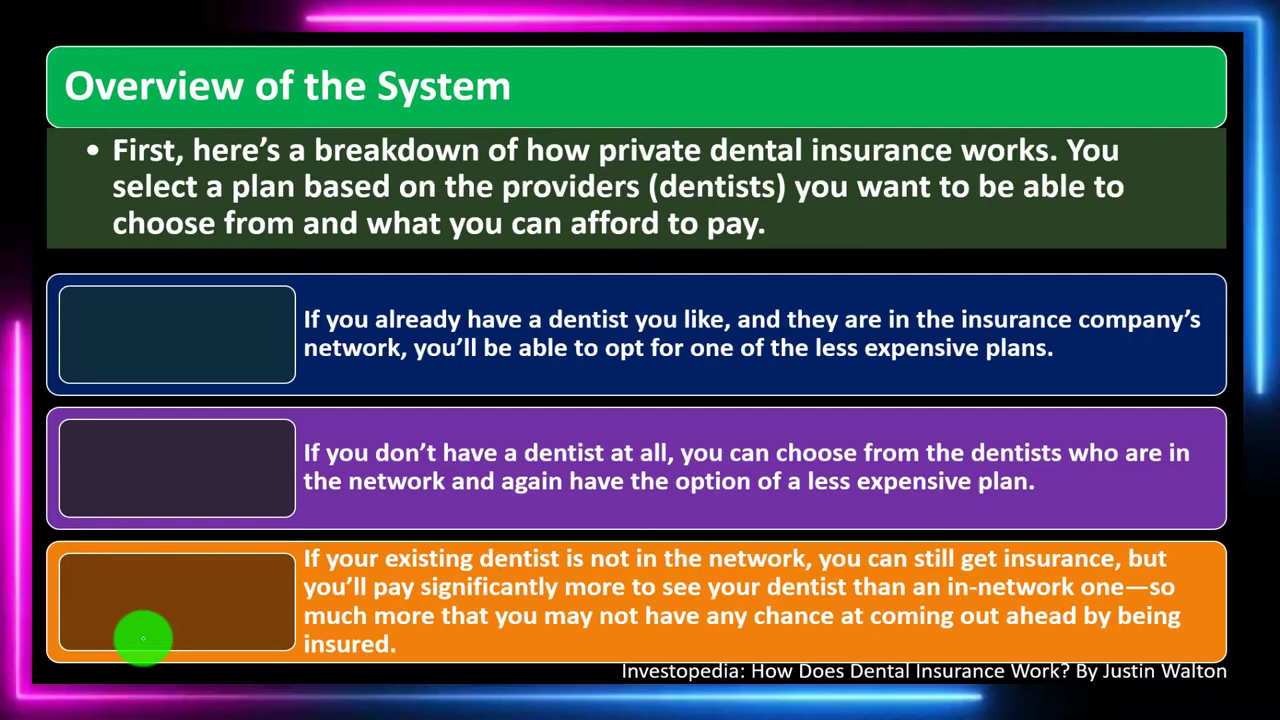 Overview of the System
• First, here's a breakdown of how private dental insurance works. You
select a plan based on the providers (dentists) you want to be able to
choose from and what you can afford to pay.
If you already have a dentist you like, and they are in the insurance company's
network, you'll be able to opt for one of the less expensive plans.
If you don't have a dentist at all, you can choose from the dentists who are in
the network and again have the option of a less expensive plan.
If your existing dentist is not in the network, you can still get insurance, but
you'll pay significantly more to see your dentist than an in-network one—so
much more that you may not have any chance at coming out ahead by being
insured.
Investopedia: How Does Dental Insurance Work? By Justin Walton